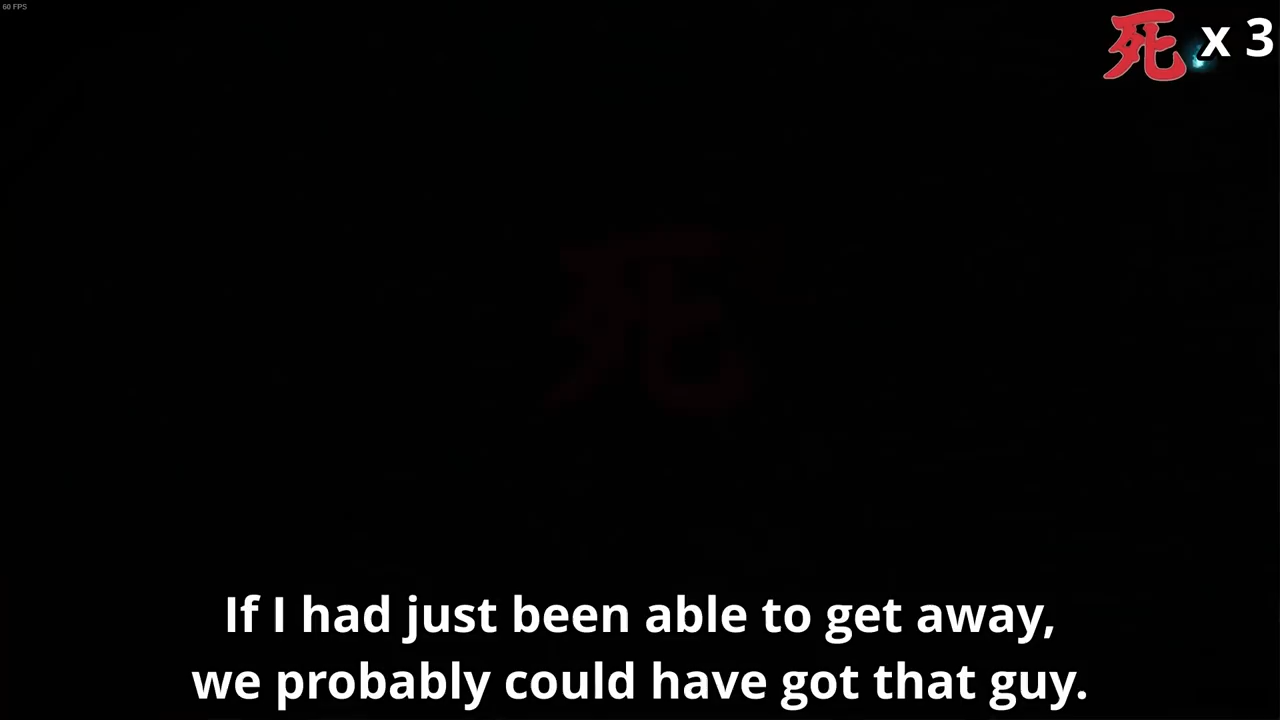 60 FPS
死 x 3
死
If I had just been able to get away,
we probably could have got that guy.